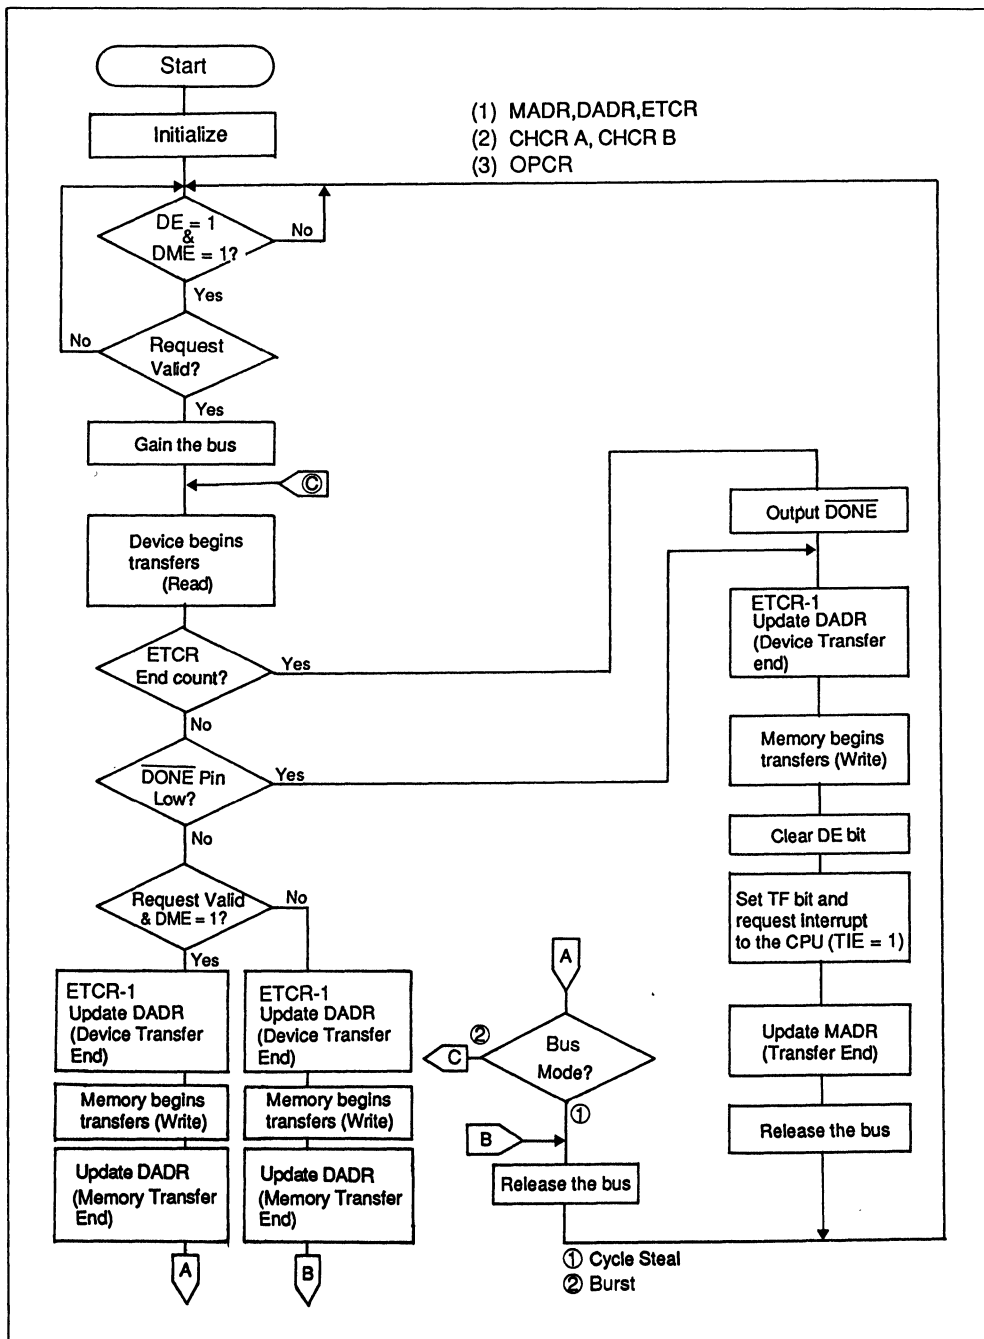 Start
Initialize
(1) MADR,DADR,ETCR
(2) CHCR A, CHCR B
(3) OPCR
DE = 1
&
DME = 1?
No
Yes
Request
Valid?
No
Yes
Gain the bus
C
Device begins
transfers
(Read)
ETCR
End count?
Yes
No
DONE Pin
Low?
Yes
No
Request Valid
& DME = 1?
No
Yes
ETCR-1
Update DADR
(Device Transfer
End)
Memory begins
transfers (Write)
Update DADR
(Memory Transfer
End)
A
ETCR-1
Update DADR
(Device Transfer
End)
Memory begins
transfers (Write)
Update DADR
(Memory Transfer
End)
B
A
Bus
Mode?
②
C
①
B
Release the bus
① Cycle Steal
② Burst
Output DONE
ETCR-1
Update DADR
(Device Transfer
end)
Memory begins
transfers (Write)
Clear DE bit
Set TF bit and
request interrupt
to the CPU (TIE = 1)
Update MADR
(Transfer End)
Release the bus